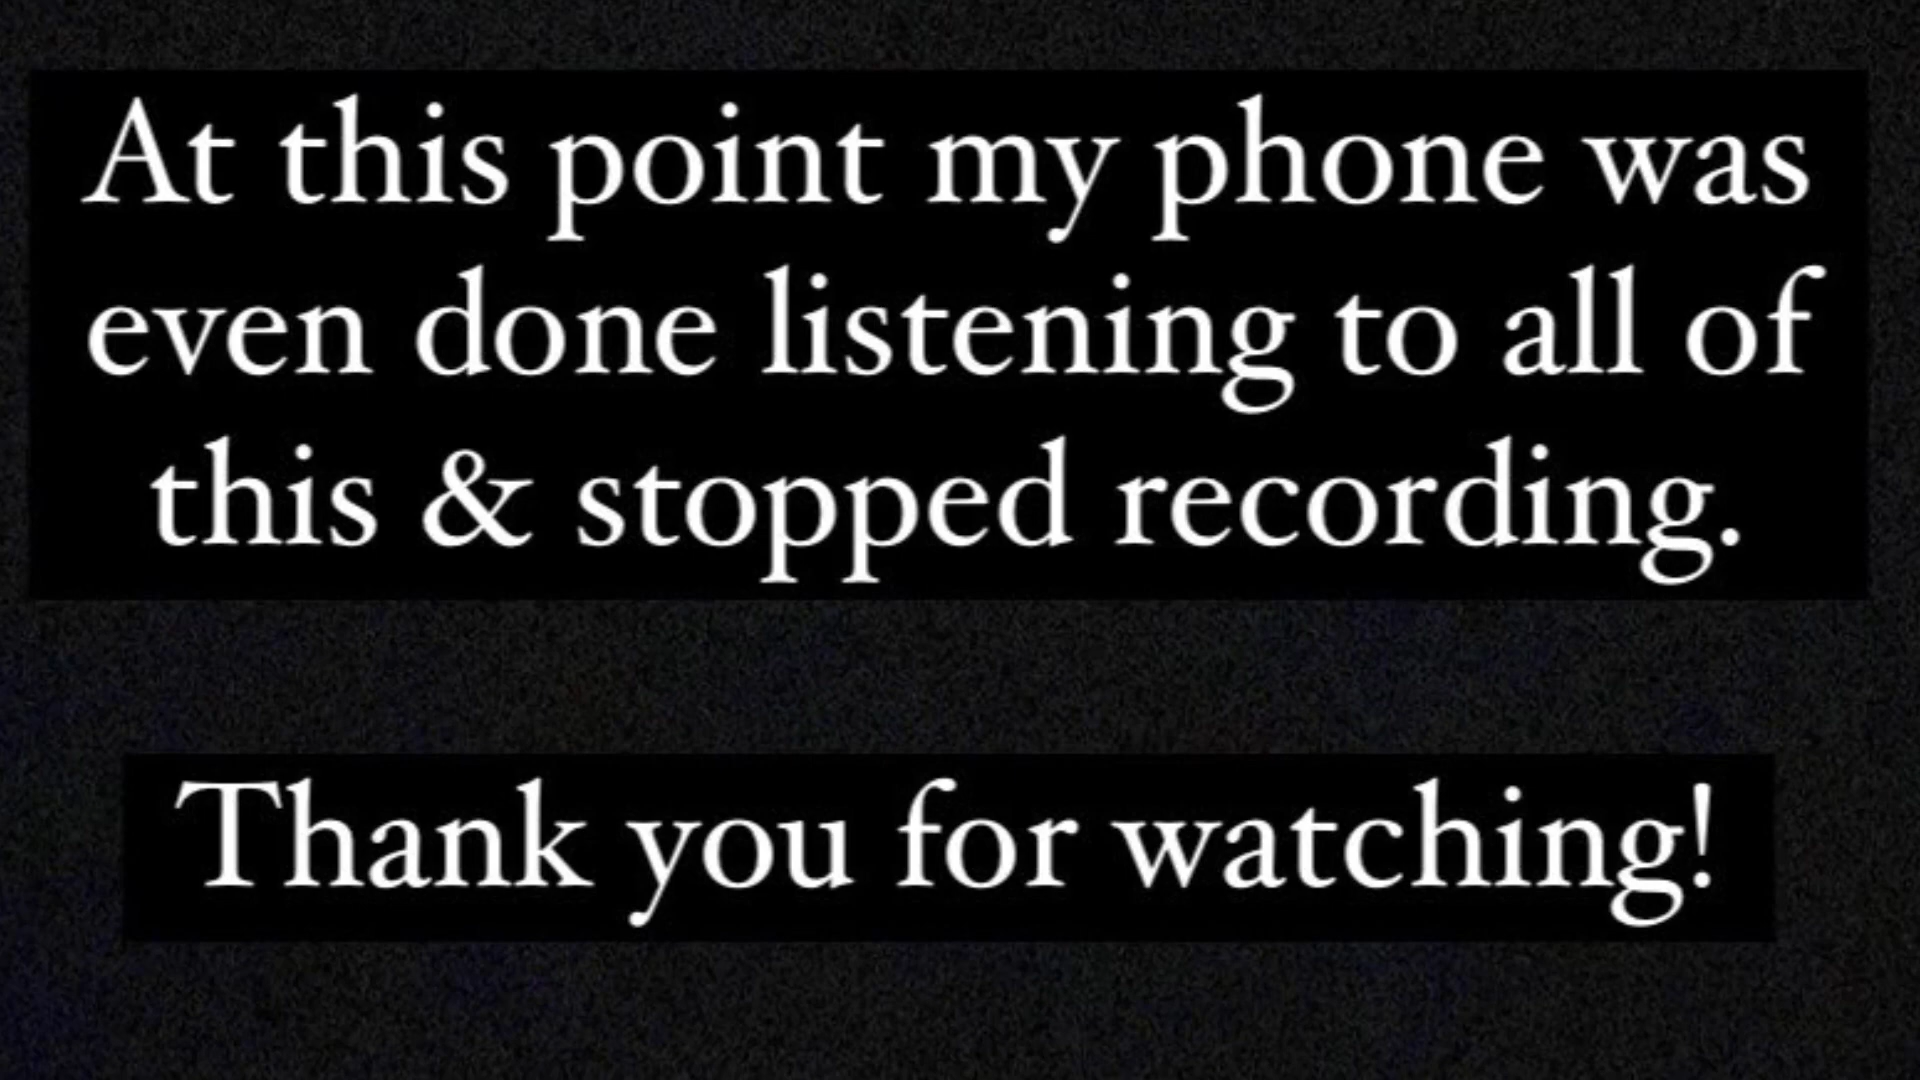 At this point my phone was
even done listening to all of
this & stopped recording.
Thank you for watching!